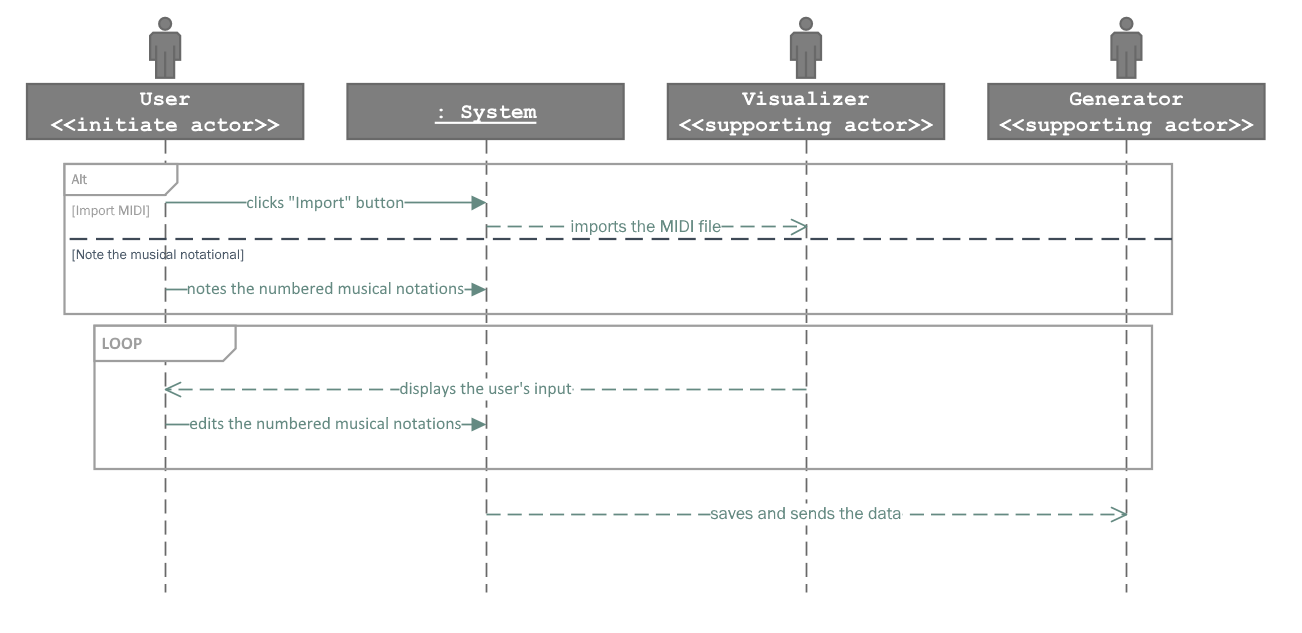 User
<<initiate actor>>
: System
Visualizer
<<supporting actor>>
Generator
<<supporting actor>>
Alt
[Import MIDI]
clicks "Import" button
imports the MIDI file
[Note the musical notational]
notes the numbered musical notations
LOOP
displays the user's input
edits the numbered musical notations
saves and sends the data